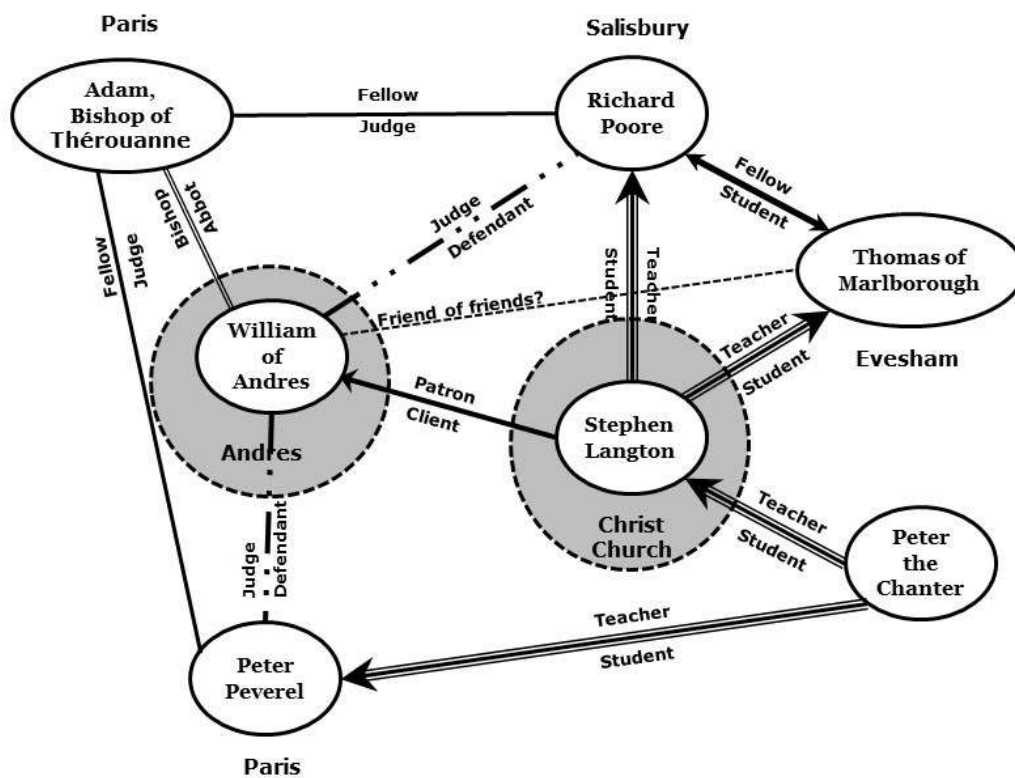 Paris
Adam,
Bishop of
Thérouanne
Fellow
Judge
Salisbury
Richard
Poore
Fellow
Student
Thomas of
Marlborough
Evesham
Bishop
Abbot
Fellow
Judge
Judge
Defendant
Student
Teacher
Friend of friends?
William
of
Andres
Andres
Patron
Client
Teacher
Student
Stephen
Langton
Christ
Church
Teacher
Student
Peter
the
Chanter
Judge
Defendant
Teacher
Student
Peter
Peverel
Paris